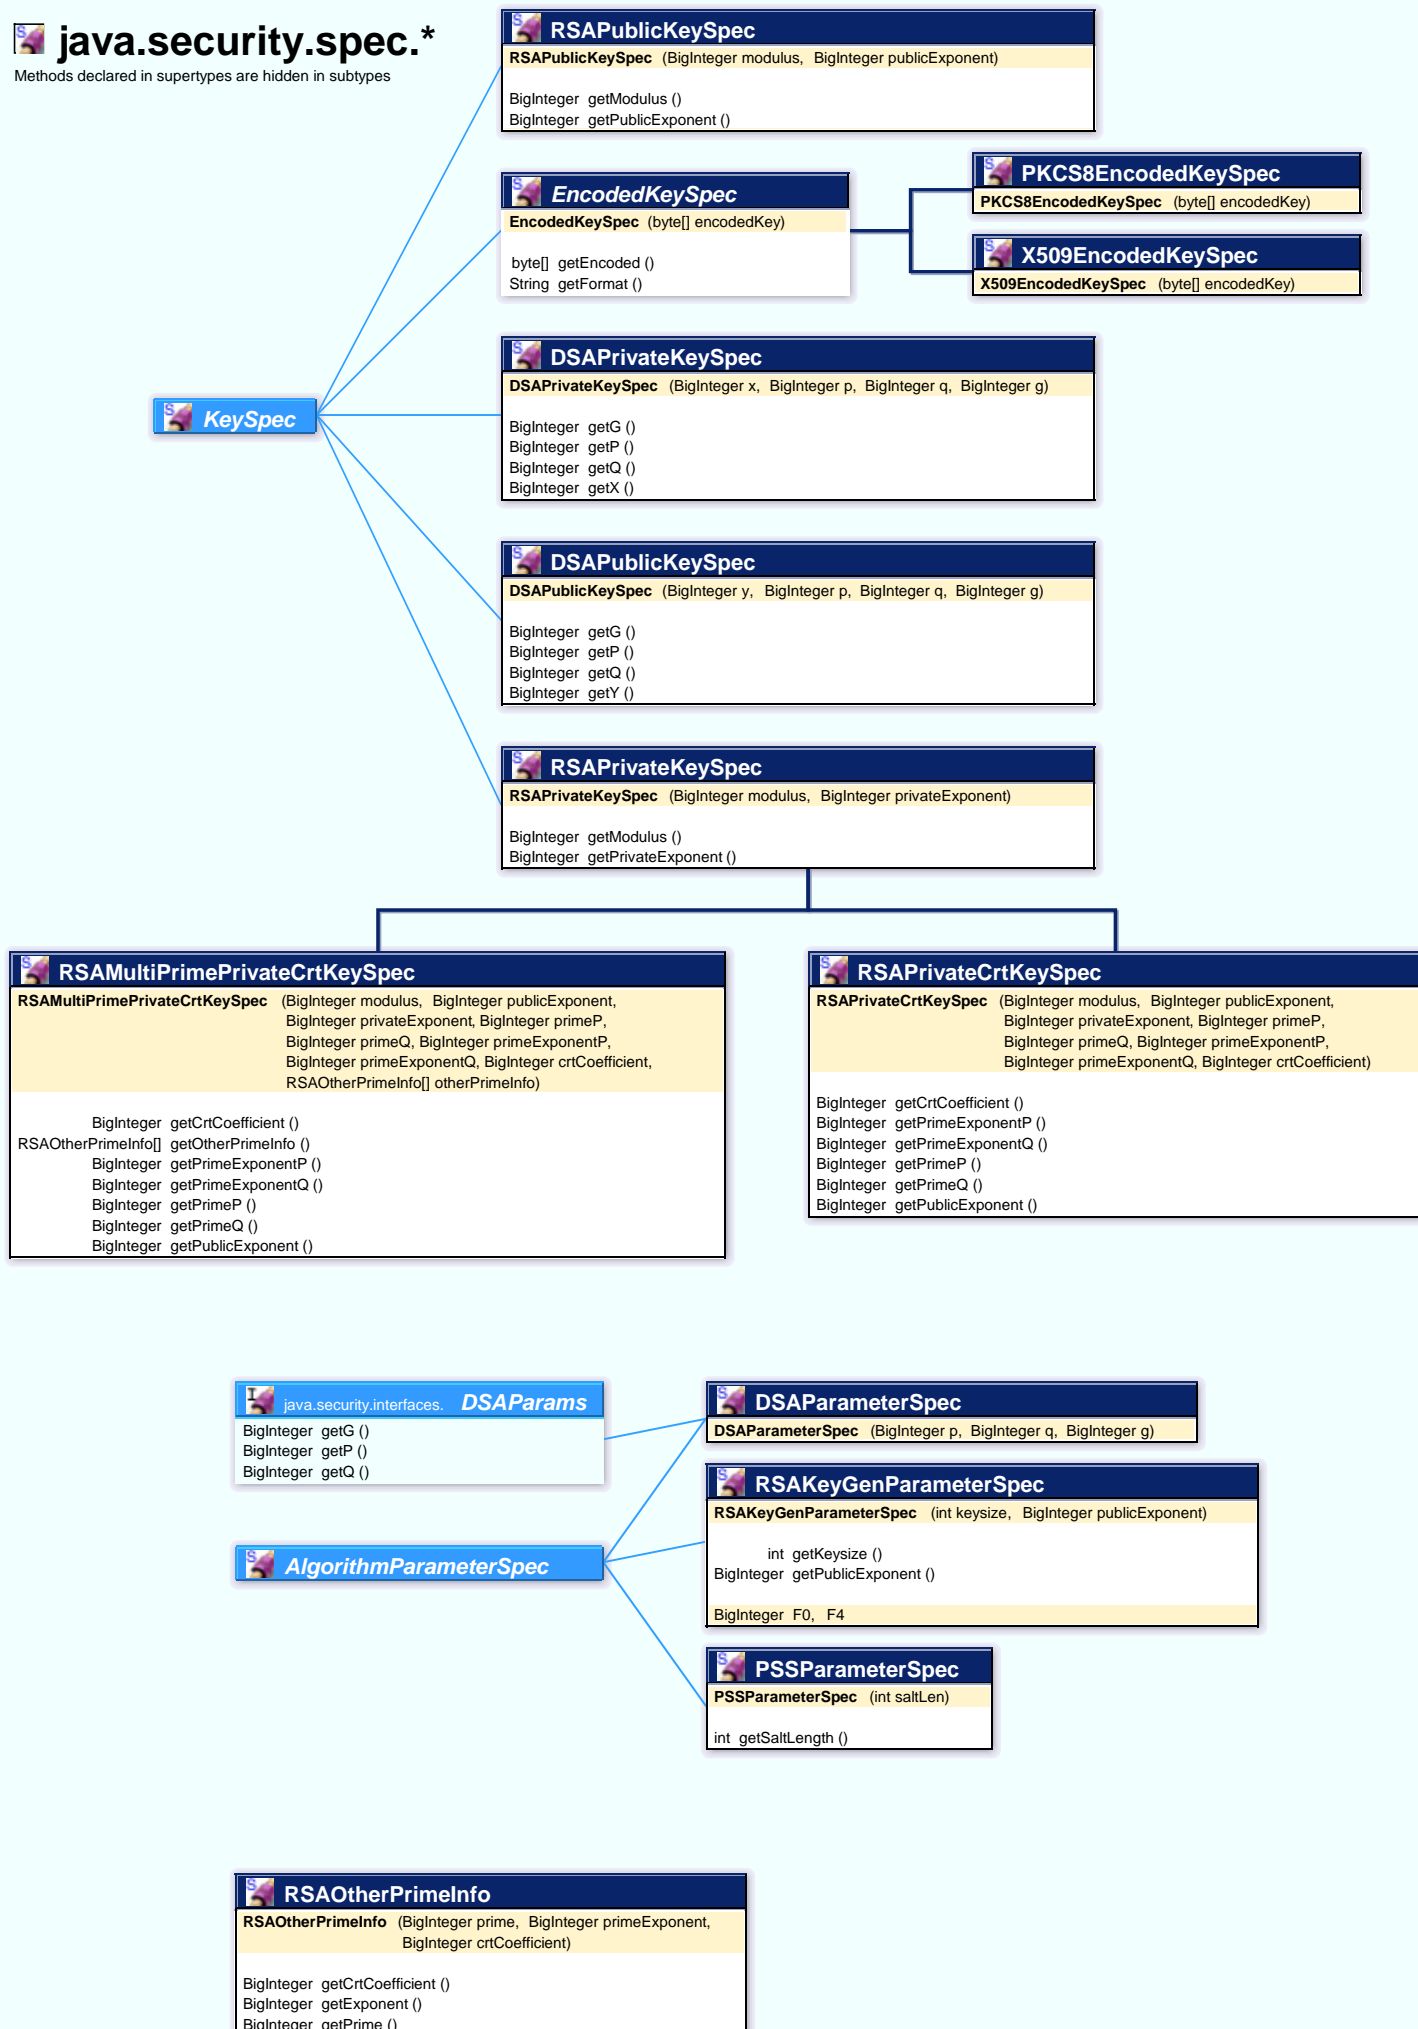 java.security.spec.*
Methods declared in supertypes are hidden in subtypes
RSAPublicKeySpec
RSAPublicKeySpec (BigInteger modulus, BigInteger publicExponent)
BigInteger getModulus ()
BigInteger getPublicExponent ()
EncodedKeySpec
EncodedKeySpec (byte[] encodedKey)
byte[] getEncoded ()
String getFormat ()
PKCS8EncodedKeySpec
PKCS8EncodedKeySpec (byte[] encodedKey)
X509EncodedKeySpec
X509EncodedKeySpec (byte[] encodedKey)
DSAPrivateKeySpec
DSAPrivateKeySpec (BigInteger x, BigInteger p, BigInteger q, BigInteger g)
BigInteger getG ()
BigInteger getP ()
BigInteger getQ ()
BigInteger getX ()
KeySpec
DSAPublicKeySpec
DSAPublicKeySpec (BigInteger y, BigInteger p, BigInteger q, BigInteger g)
BigInteger getG ()
BigInteger getP ()
BigInteger getQ ()
BigInteger getY ()
RSAPrivateKeySpec
RSAPrivateKeySpec (BigInteger modulus, BigInteger privateExponent)
BigInteger getModulus ()
BigInteger getPrivateExponent ()
RSAMultiPrimePrivateCrtKeySpec
RSAMultiPrimePrivateCrtKeySpec (BigInteger modulus, BigInteger publicExponent,
BigInteger privateExponent, BigInteger primeP,
BigInteger primeQ, BigInteger primeExponentP,
BigInteger primeExponentQ, BigInteger crtCoefficient,
RSAOtherPrimeInfo[] otherPrimeInfo)
BigInteger getCrtCoefficient ()
RSAOtherPrimeInfo[] getOtherPrimeInfo ()
BigInteger getPrimeExponentP ()
BigInteger getPrimeExponentQ ()
BigInteger getPrimeP ()
BigInteger getPrimeQ ()
BigInteger getPublicExponent ()
RSAPrivateCrtKeySpec
RSAPrivateCrtKeySpec (BigInteger modulus, BigInteger publicExponent,
BigInteger privateExponent, BigInteger primeP,
BigInteger primeQ, BigInteger primeExponentP,
BigInteger primeExponentQ, BigInteger crtCoefficient)
BigInteger getCrtCoefficient ()
BigInteger getPrimeExponentP ()
BigInteger getPrimeExponentQ ()
BigInteger getPrimeP ()
BigInteger getPrimeQ ()
BigInteger getPublicExponent ()
java.security.interfaces. DSAParams
BigInteger getG ()
BigInteger getP ()
BigInteger getQ ()
DSAParameterSpec
DSAParameterSpec (BigInteger p, BigInteger q, BigInteger g)
RSAKeyGenParameterSpec
RSAKeyGenParameterSpec (int keysize, BigInteger publicExponent)
int getKeysize ()
BigInteger getPublicExponent ()
BigInteger F0, F4
AlgorithmParameterSpec
PSSParameterSpec
PSSParameterSpec (int saltLen)
int getSaltLength ()
RSAOtherPrimeInfo
RSAOtherPrimeInfo (BigInteger prime, BigInteger primeExponent,
BigInteger crtCoefficient)
BigInteger getCrtCoefficient ()
BigInteger getExponent ()
BigInteger getPrime ()